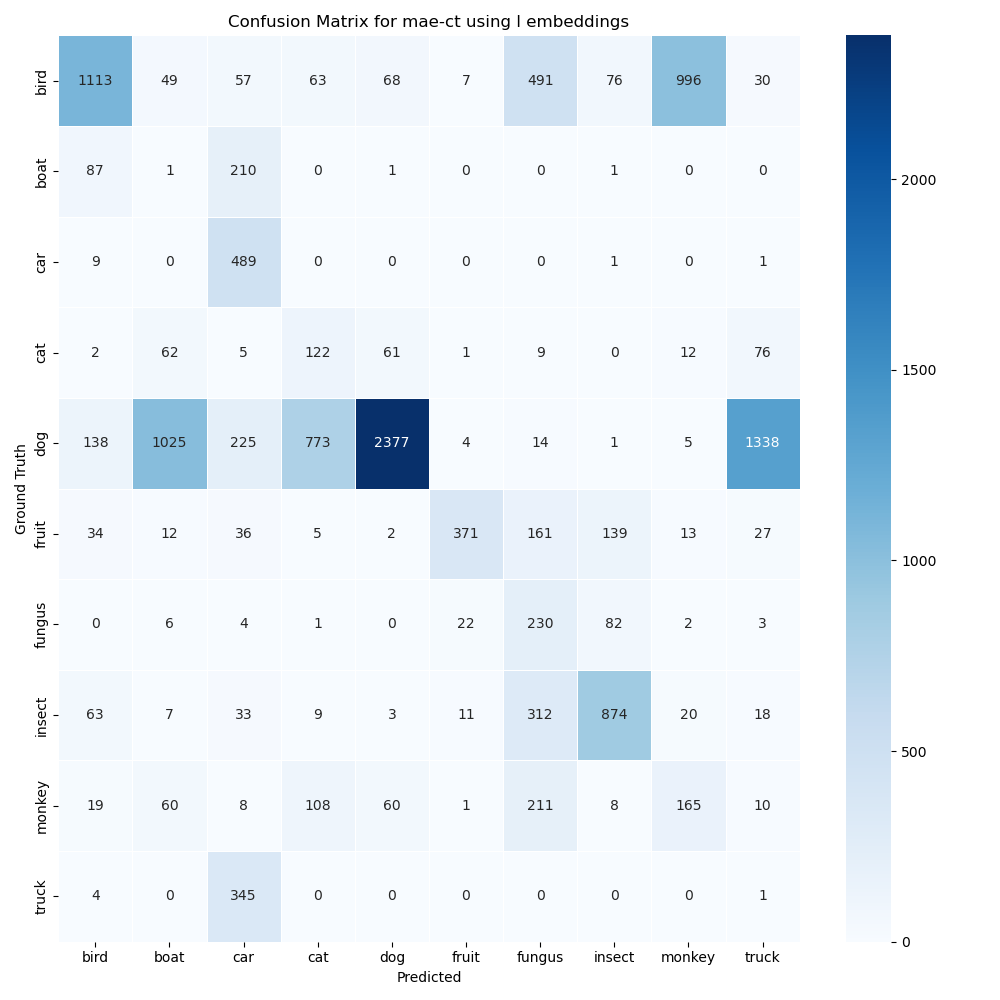 Confusion Matrix for mae-ct using l embeddings
bird 1113 49 57 63 68 7 491 76 996 30
boat 87 1 210 0 1 0 0 1 0 0
car 9 0 489 0 0 0 0 1 0 1
cat 2 62 5 122 61 1 9 0 12 76
dog 138 1025 225 773 2377 4 14 1 5 1338
fruit 34 12 36 5 2 371 161 139 13 27
fungus 0 6 4 1 0 22 230 82 2 3
insect 63 7 33 9 3 11 312 874 20 18
monkey 19 60 8 108 60 1 211 8 165 10
truck 4 0 345 0 0 0 0 0 0 1
bird boat car cat dog fruit fungus insect monkey truck
Predicted
Ground Truth
2000
1500
1000
500
0